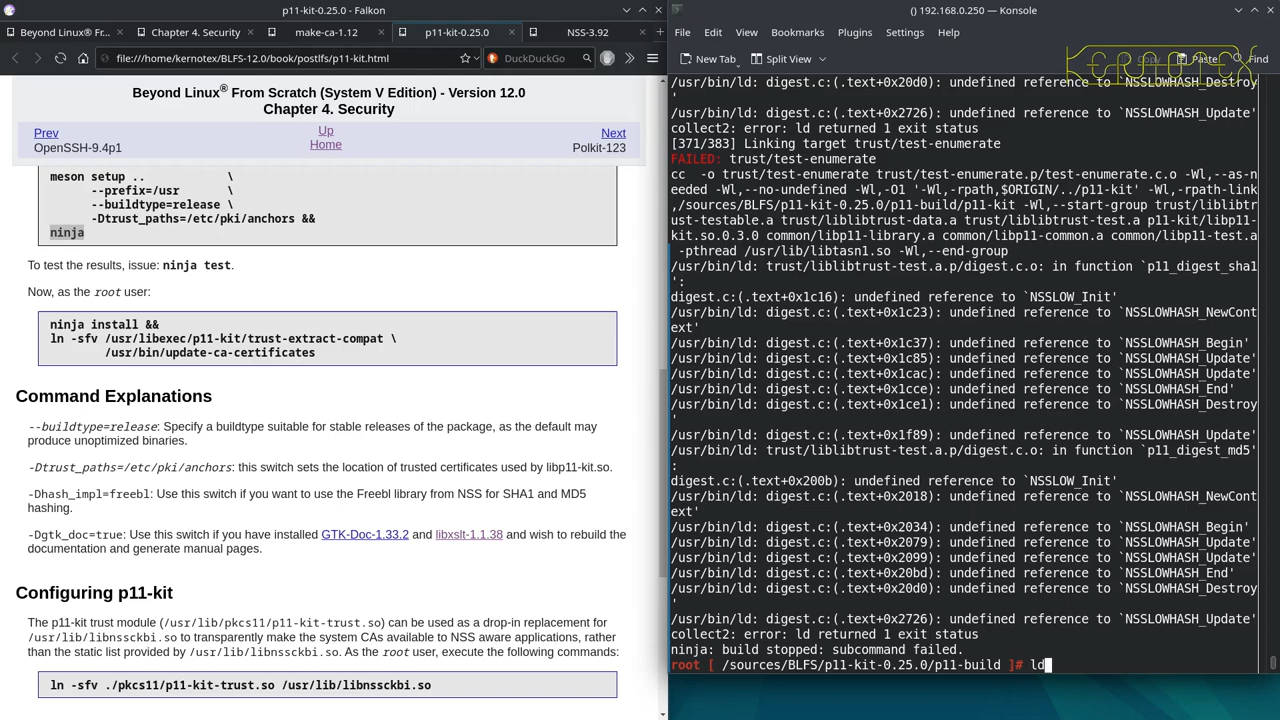 p11-kit-0.25.0 - Falkon
Beyond Linux® Fr...
Chapter 4. Security
make-ca-1.12
p11-kit-0.25.0
NSS-3.92
file:///home/kernotex/BLFS-12.0/book/postlfs/p11-kit.html
DuckDuckGo
Beyond Linux® From Scratch (System V Edition) - Version 12.0
Chapter 4. Security
Prev
Up
Next
OpenSSH-9.4p1
Home
Polkit-123
meson setup .. \
--prefix=/usr \
--buildtype=release \
-Dtrust_paths=/etc/pki/anchors &&
ninja
To test the results, issue: ninja test.
Now, as the root user:
ninja install &&
ln -sfv /usr/libexec/p11-kit/trust-extract-compat \
/usr/bin/update-ca-certificates
Command Explanations
--buildtype=release: Specify a buildtype suitable for stable releases of the package, as the default may
produce unoptimized binaries.
-Dtrust_paths=/etc/pki/anchors: this switch sets the location of trusted certificates used by libp11-kit.so.
-Dhash_impl=freebl: Use this switch if you want to use the Freebl library from NSS for SHA1 and MD5
hashing.
-Dgtk_doc=true: Use this switch if you have installed GTK-Doc-1.33.2 and libxslt-1.1.38 and wish to rebuild the
documentation and generate manual pages.
Configuring p11-kit
The p11-kit trust module (/usr/lib/pkcs11/p11-kit-trust.so) can be used as a drop-in replacement for
/usr/lib/libnssckbi.so to transparently make the system CAs available to NSS aware applications, rather
than the static list provided by /usr/lib/libnssckbi.so. As the root user, execute the following commands:
ln -sfv ./pkcs11/p11-kit-trust.so /usr/lib/libnssckbi.so
() 192.168.0.250 — Konsole
File Edit View Bookmarks Plugins Settings Help
New Tab
Split View
Copy
Paste
Find
KERNOTEX
/usr/bin/ld: digest.c:(.text+0x20d0): undefined reference to `NSSLOWHASH_Destroy
'
/usr/bin/ld: digest.c:(.text+0x2726): undefined reference to `NSSLOWHASH_Update'
collect2: error: ld returned 1 exit status
[371/383] Linking target trust/test-enumerate
FAILED: trust/test-enumerate
cc -o trust/test-enumerate trust/test-enumerate.p/test-enumerate.c.o -Wl,--as-n
eeded -Wl,--no-undefined -Wl,-O1 '-Wl,-rpath,$ORIGIN/../p11-kit' -Wl,-rpath-link
,/sources/BLFS/p11-kit-0.25.0/p11-build/p11-kit -Wl,--start-group trust/liblibtr
ust-testable.a trust/liblibtrust-data.a trust/liblibtrust-test.a p11-kit/libp11-
kit.so.0.3.0 common/libp11-library.a common/libp11-common.a common/libp11-test.a
-pthread /usr/lib/libtasn1.so -Wl,--end-group
/usr/bin/ld: trust/liblibtrust-test.a.p/digest.c.o: in function `p11_digest_sha1
':
digest.c:(.text+0x1c16): undefined reference to `NSSLOW_Init'
/usr/bin/ld: digest.c:(.text+0x1c23): undefined reference to `NSSLOWHASH_NewCont
ext'
/usr/bin/ld: digest.c:(.text+0x1c37): undefined reference to `NSSLOWHASH_Begin'
/usr/bin/ld: digest.c:(.text+0x1c85): undefined reference to `NSSLOWHASH_Update'
/usr/bin/ld: digest.c:(.text+0x1cac): undefined reference to `NSSLOWHASH_Update'
/usr/bin/ld: digest.c:(.text+0x1cce): undefined reference to `NSSLOWHASH_End'
/usr/bin/ld: digest.c:(.text+0x1ce1): undefined reference to `NSSLOWHASH_Destroy
'
/usr/bin/ld: digest.c:(.text+0x1f89): undefined reference to `NSSLOWHASH_Update'
/usr/bin/ld: trust/liblibtrust-test.a.p/digest.c.o: in function `p11_digest_md5'
:
digest.c:(.text+0x200b): undefined reference to `NSSLOW_Init'
/usr/bin/ld: digest.c:(.text+0x2018): undefined reference to `NSSLOWHASH_NewCont
ext'
/usr/bin/ld: digest.c:(.text+0x2034): undefined reference to `NSSLOWHASH_Begin'
/usr/bin/ld: digest.c:(.text+0x2079): undefined reference to `NSSLOWHASH_Update'
/usr/bin/ld: digest.c:(.text+0x2099): undefined reference to `NSSLOWHASH_Update'
/usr/bin/ld: digest.c:(.text+0x20bd): undefined reference to `NSSLOWHASH_End'
/usr/bin/ld: digest.c:(.text+0x20d0): undefined reference to `NSSLOWHASH_Destroy
'
/usr/bin/ld: digest.c:(.text+0x2726): undefined reference to `NSSLOWHASH_Update'
collect2: error: ld returned 1 exit status
ninja: build stopped: subcommand failed.
root [ /sources/BLFS/p11-kit-0.25.0/p11-build ]# ld